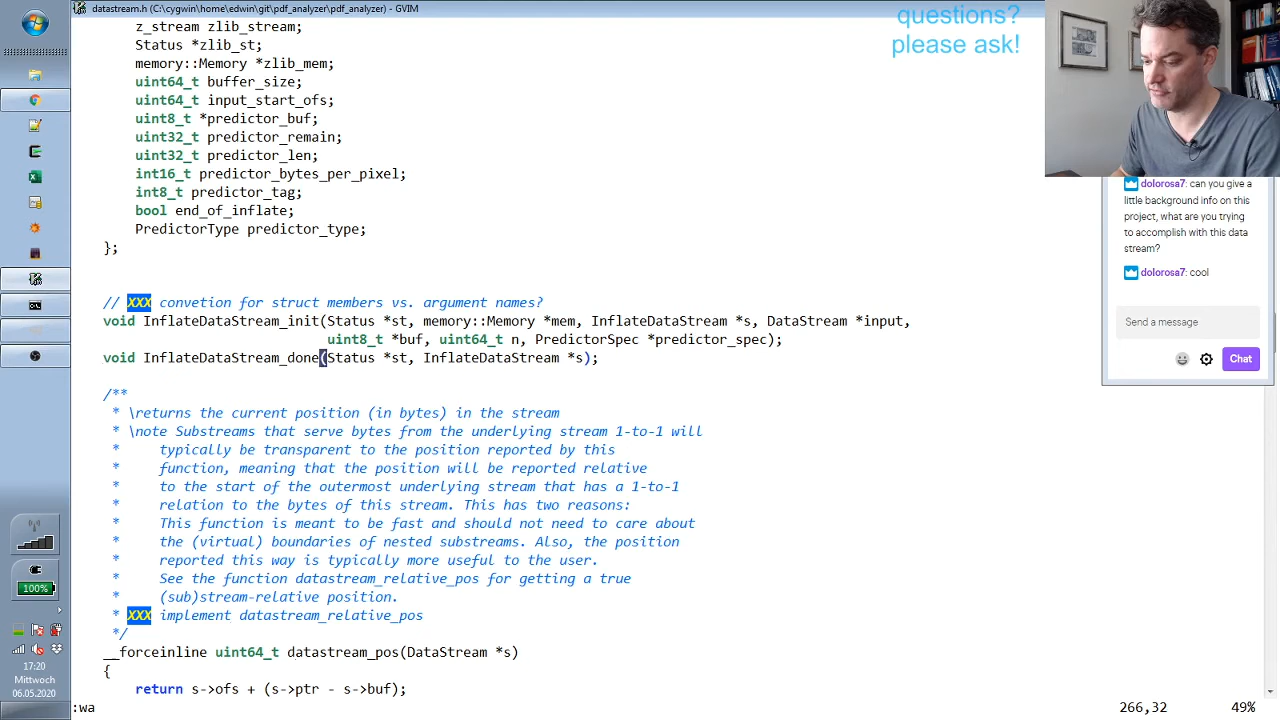 datastream.h (C:\cygwin\home\edwin\git\pdf_analyzer\pdf_analyzer) - GVIM
z_stream zlib_stream;
Status *zlib_st;
memory::Memory *zlib_mem;
uint64_t buffer_size;
uint64_t input_start_ofs;
uint8_t *predictor_buf;
uint32_t predictor_remain;
uint32_t predictor_len;
int16_t predictor_bytes_per_pixel;
int8_t predictor_tag;
bool end_of_inflate;
PredictorType predictor_type;
};
// XXX convetion for struct members vs. argument names?
void InflateDataStream_init(Status *st, memory::Memory *mem, InflateDataStream *s, DataStream *input,
uint8_t *buf, uint64_t n, PredictorSpec *predictor_spec);
void InflateDataStream_done(Status *st, InflateDataStream *s);
/**
* \returns the current position (in bytes) in the stream
* \note Substreams that serve bytes from the underlying stream 1-to-1 will
* typically be transparent to the position reported by this
* function, meaning that the position will be reported relative
* to the start of the outermost underlying stream that has a 1-to-1
* relation to the bytes of this stream. This has two reasons:
* This function is meant to be fast and should not need to care about
* the (virtual) boundaries of nested substreams. Also, the position
* reported this way is typically more useful to the user.
* See the function datastream_relative_pos for getting a true
* (sub)stream-relative position.
* XXX implement datastream_relative_pos
*/
__forceinline uint64_t datastream_pos(DataStream *s)
{
return s->ofs + (s->ptr - s->buf);
:wa
266,32
49%
questions?
please ask!
dolorosa7: can you give a
little background info on this
project, what are you trying
to accomplish with this data
stream?
dolorosa7: cool
Send a message
Chat
100%
17:20
Mittwoch
06.05.2020